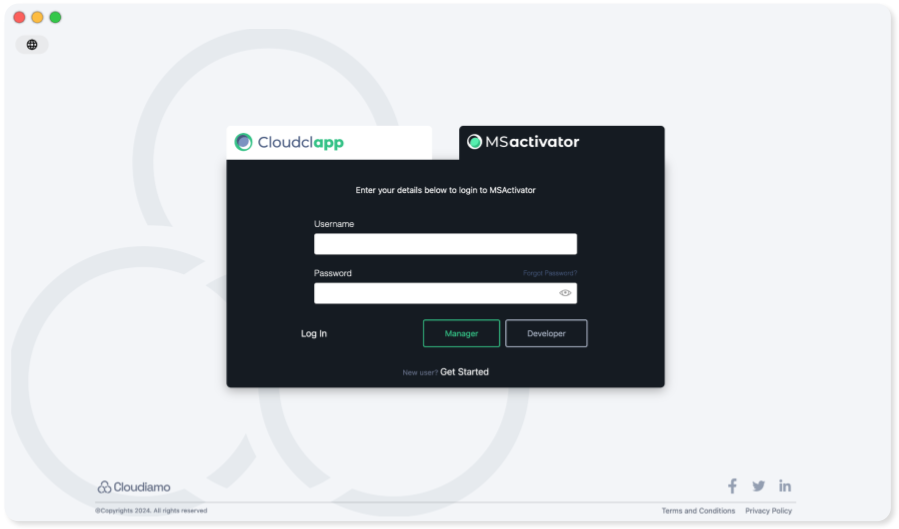 Cloudclapp
MSactivator
Enter your details below to login to MSActivator
Username
Password Forgot Password?
Log In Manager Developer
New user? Get Started
Cloudiamo
©Copyrights 2024. All rights reserved Terms and Conditions Privacy Policy